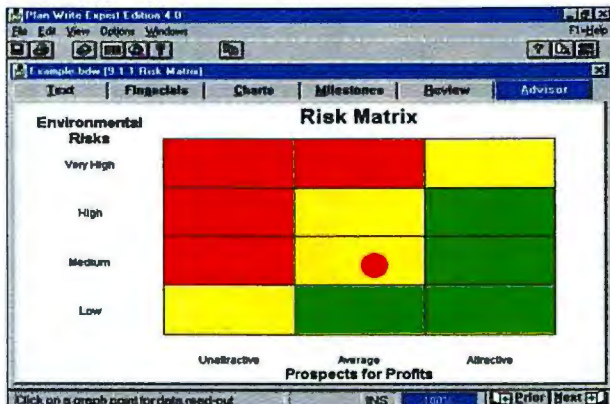 Plan Write Expert Edition 4.0
File Edit View Options Windows F1=Help
Example.bdw [9.1.1 Risk Matrix]
Text Financials Charts Milestones Review Advisor
Risk Matrix
Environmental
Risks
Very High
High
Medium
Low
Unattractive Average Attractive
Prospects for Profits
Click on a graph point for data read-out INS 100% Prior Next